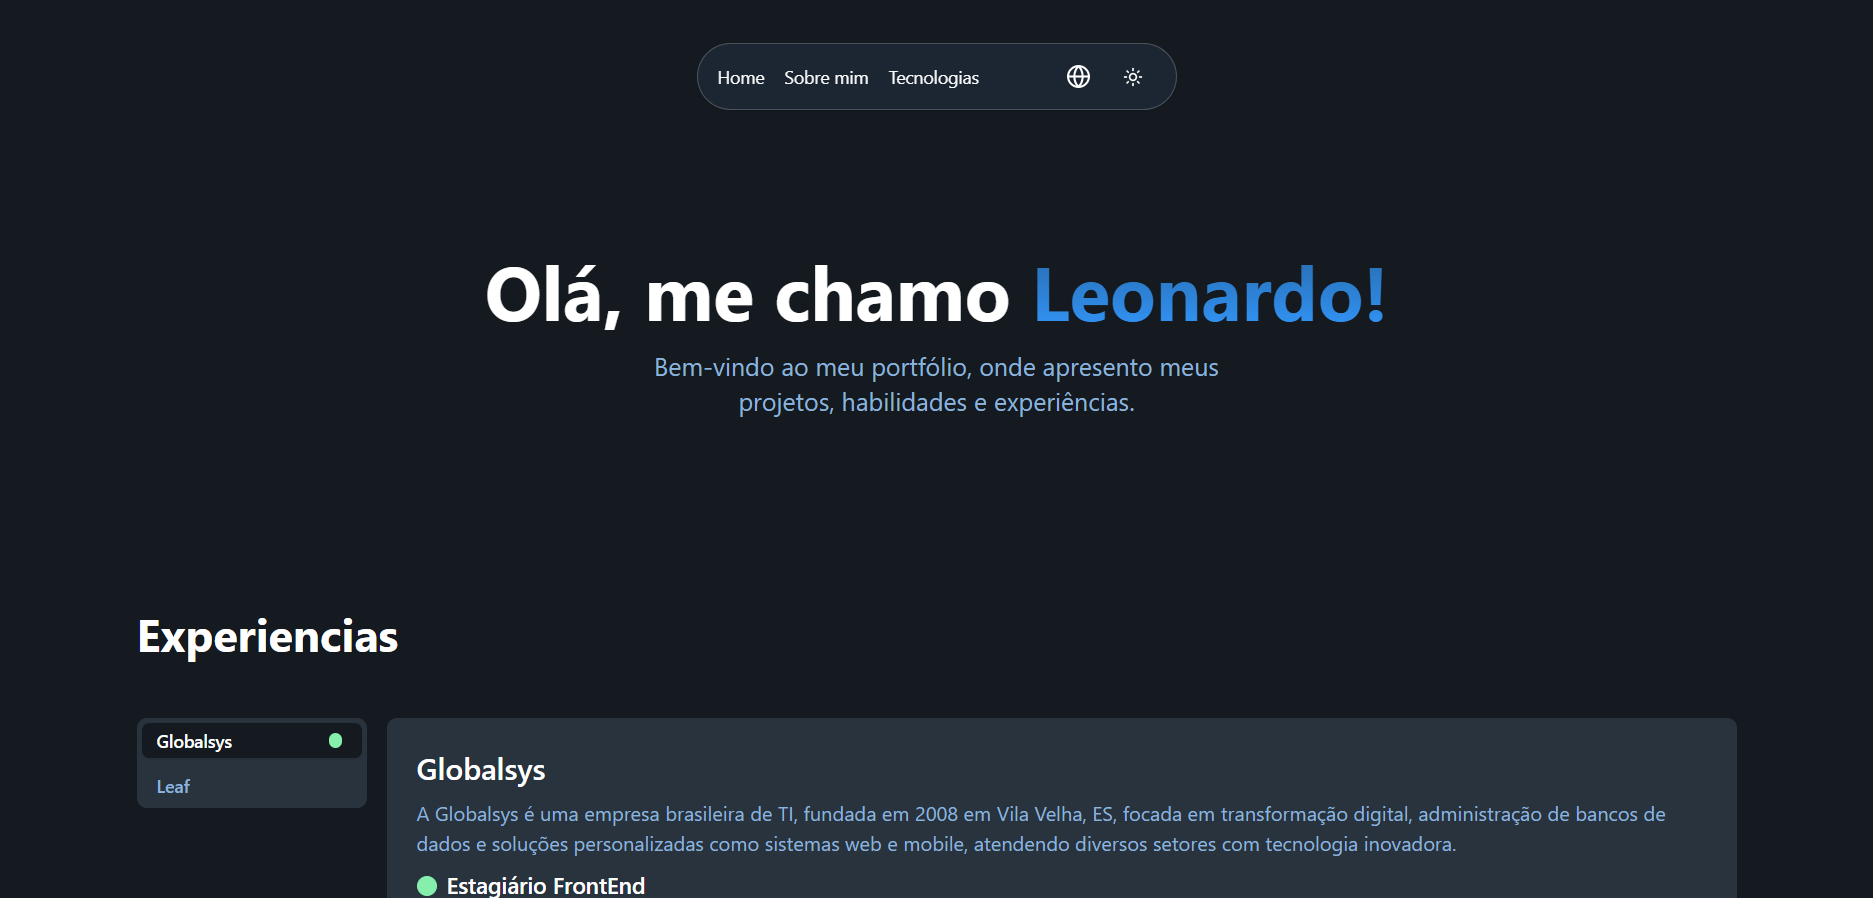 Home Sobre mim Tecnologias
Olá, me chamo Leonardo!
Bem-vindo ao meu portfólio, onde apresento meus
projetos, habilidades e experiências.
Experiencias
Globalsys
Leaf
Globalsys
A Globalsys é uma empresa brasileira de TI, fundada em 2008 em Vila Velha, ES, focada em transformação digital, administração de bancos de
dados e soluções personalizadas como sistemas web e mobile, atendendo diversos setores com tecnologia inovadora.
Estagiário FrontEnd